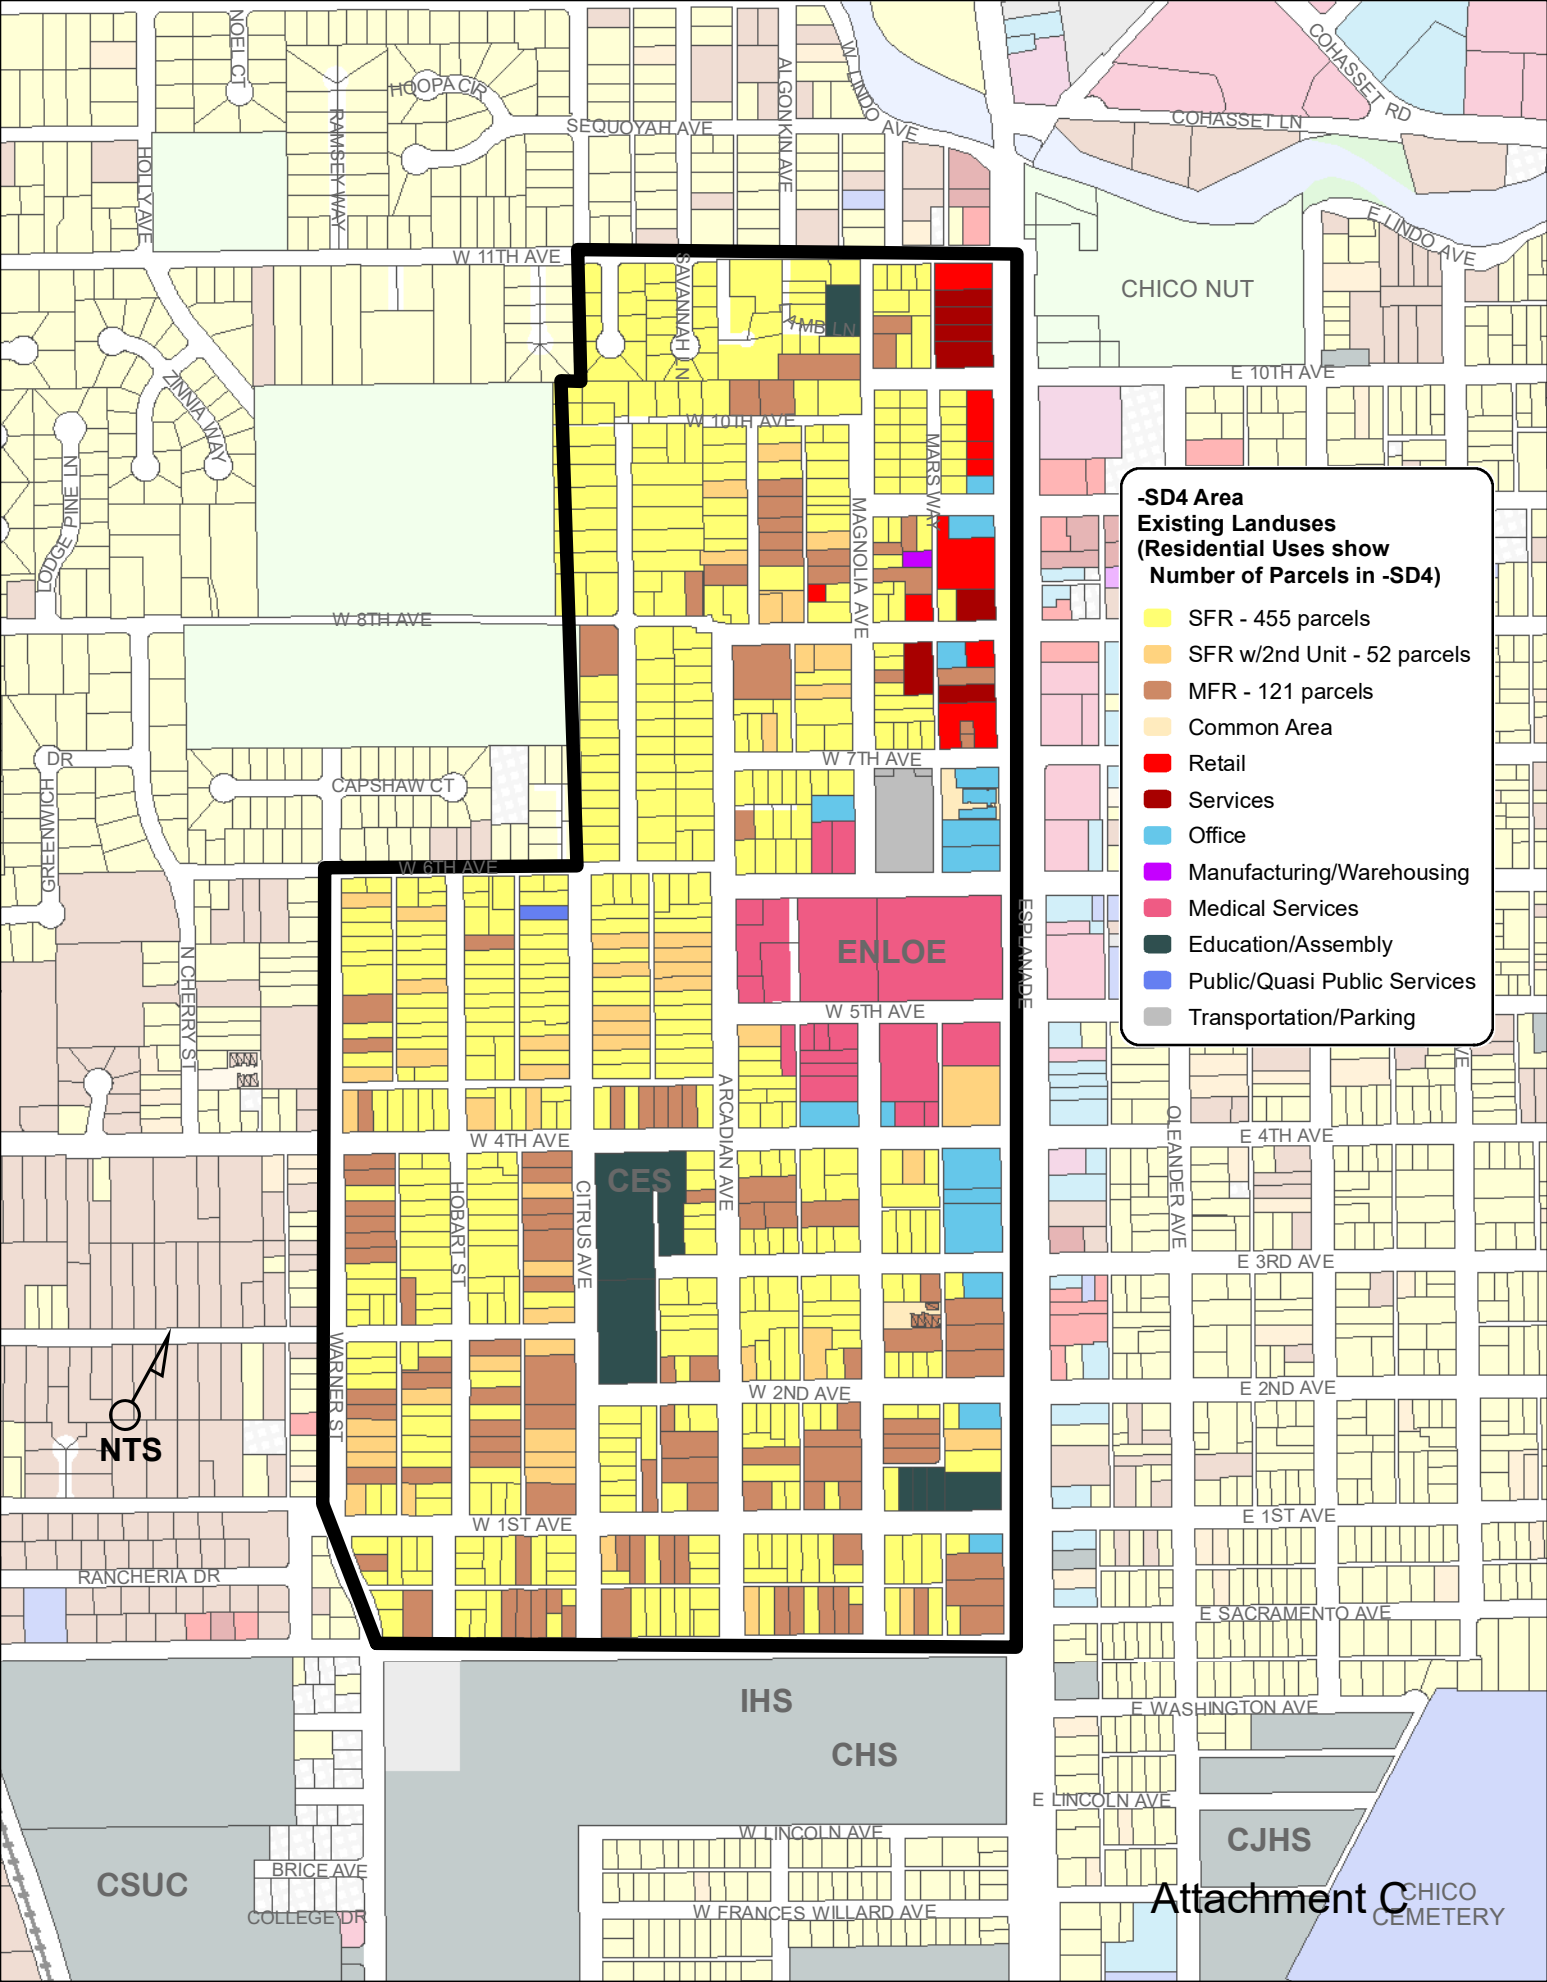 NOEL CT
HOOPA CIR
RAMSEY WAY
HOLLY AVE
SEQUOYAH AVE
ALGONKIN AVE
W LINDO AVE
COHASSET RD
COHASSET LN
E LINDO AVE
W 11TH AVE
SAVANNAH LN
CHICO NUT
E 10TH AVE
ZINNIA WAY
LODGE PINE LN
W 10TH AVE
MARS WAY
MAGNOLIA AVE
W 8TH AVE
-SD4 Area
Existing Landuses
(Residential Uses show
Number of Parcels in -SD4)
SFR - 455 parcels
SFR w/2nd Unit - 52 parcels
MFR - 121 parcels
Common Area
Retail
Services
Office
Manufacturing/Warehousing
Medical Services
Education/Assembly
Public/Quasi Public Services
Transportation/Parking
DR
GREENWICH
CAPSHAW CT
W 7TH AVE
W 6TH AVE
ENLOE
ESPLANADE
N CHERRY ST
W 5TH AVE
ARCADIAN AVE
OLEANDER AVE
W 4TH AVE
E 4TH AVE
CES
HOBART ST
CITRUS AVE
E 3RD AVE
WARNER ST
NTS
W 2ND AVE
E 2ND AVE
W 1ST AVE
E 1ST AVE
RANCHERIA DR
E SACRAMENTO AVE
IHS
CHS
E WASHINGTON AVE
E LINCOLN AVE
W LINCOLN AVE
CJHS
CSUC
BRICE AVE
COLLEGE DR
W FRANCES WILLARD AVE
Attachment C
CHICO
CEMETERY